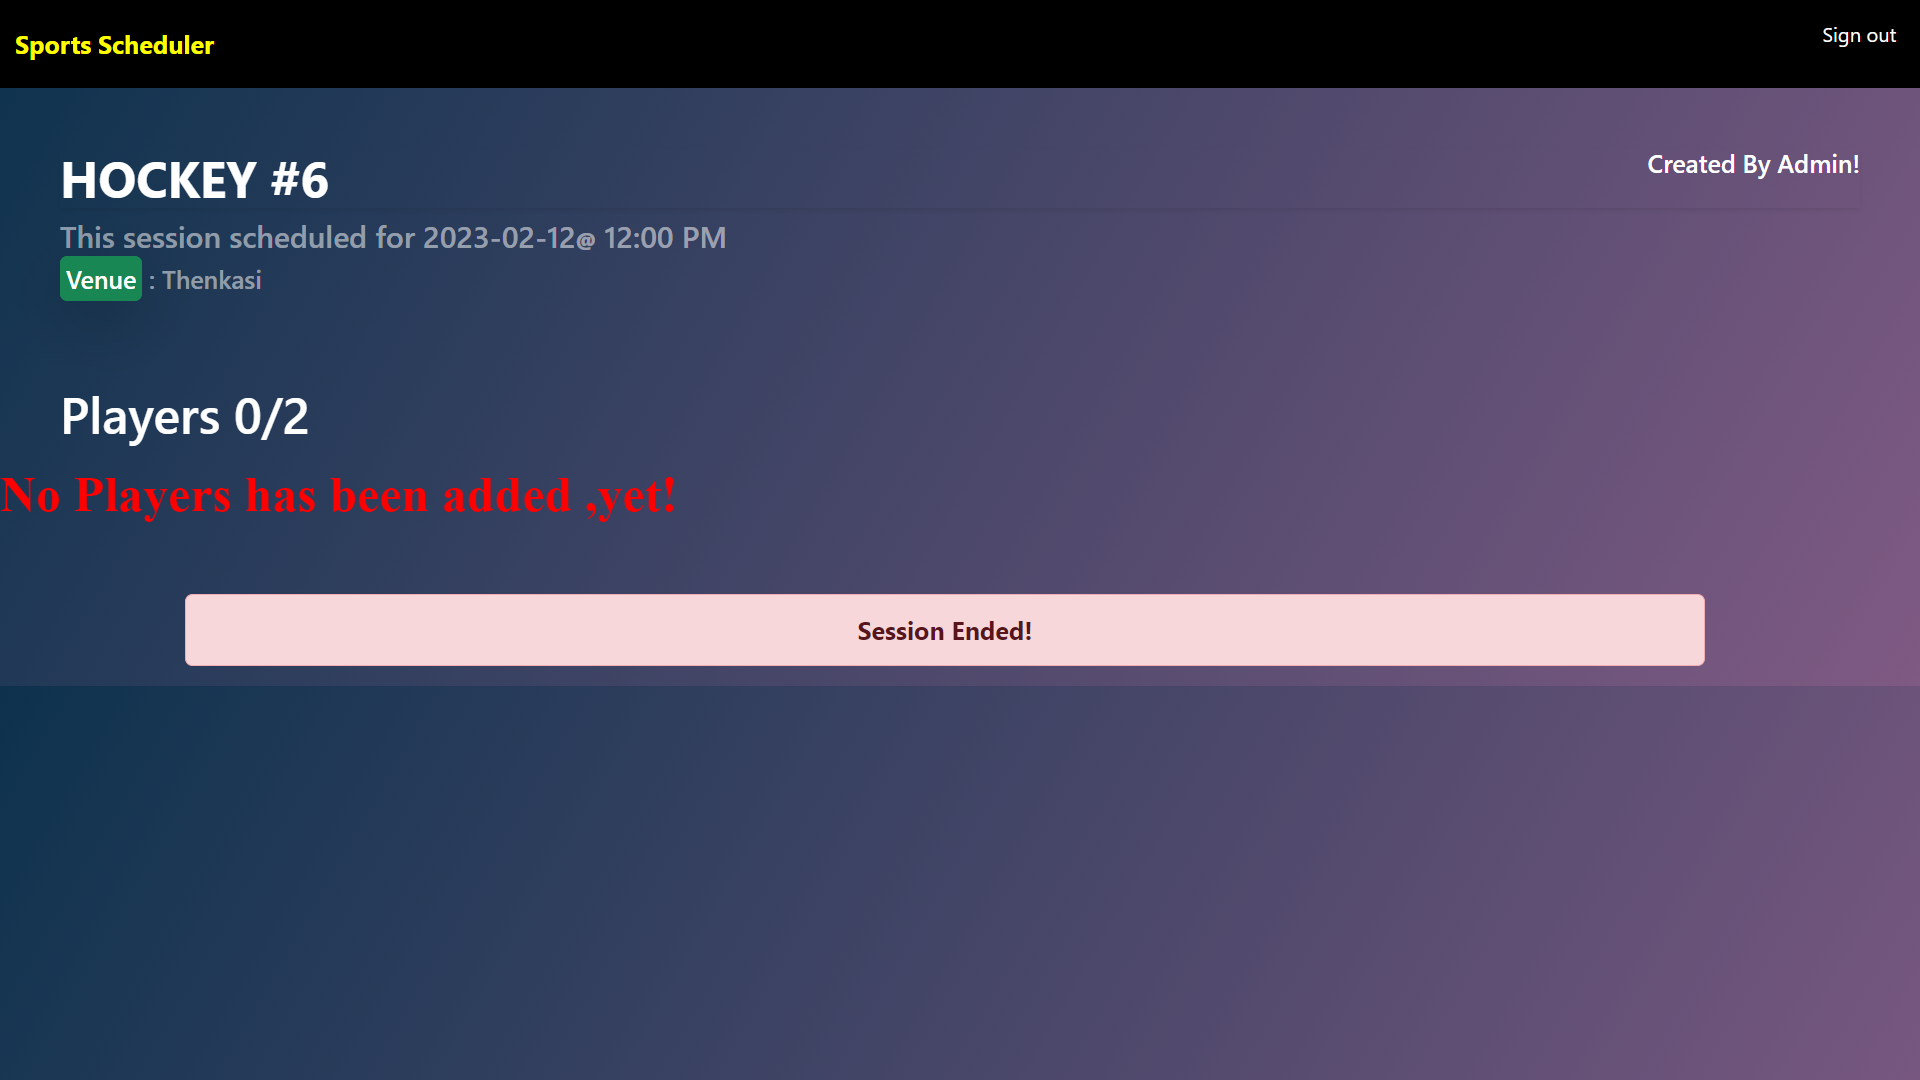 Sports Scheduler
Sign out
HOCKEY #6
Created By Admin!
This session scheduled for 2023-02-12@ 12:00 PM
Venue : Thenkasi
Players 0/2
No Players has been added ,yet!
Session Ended!